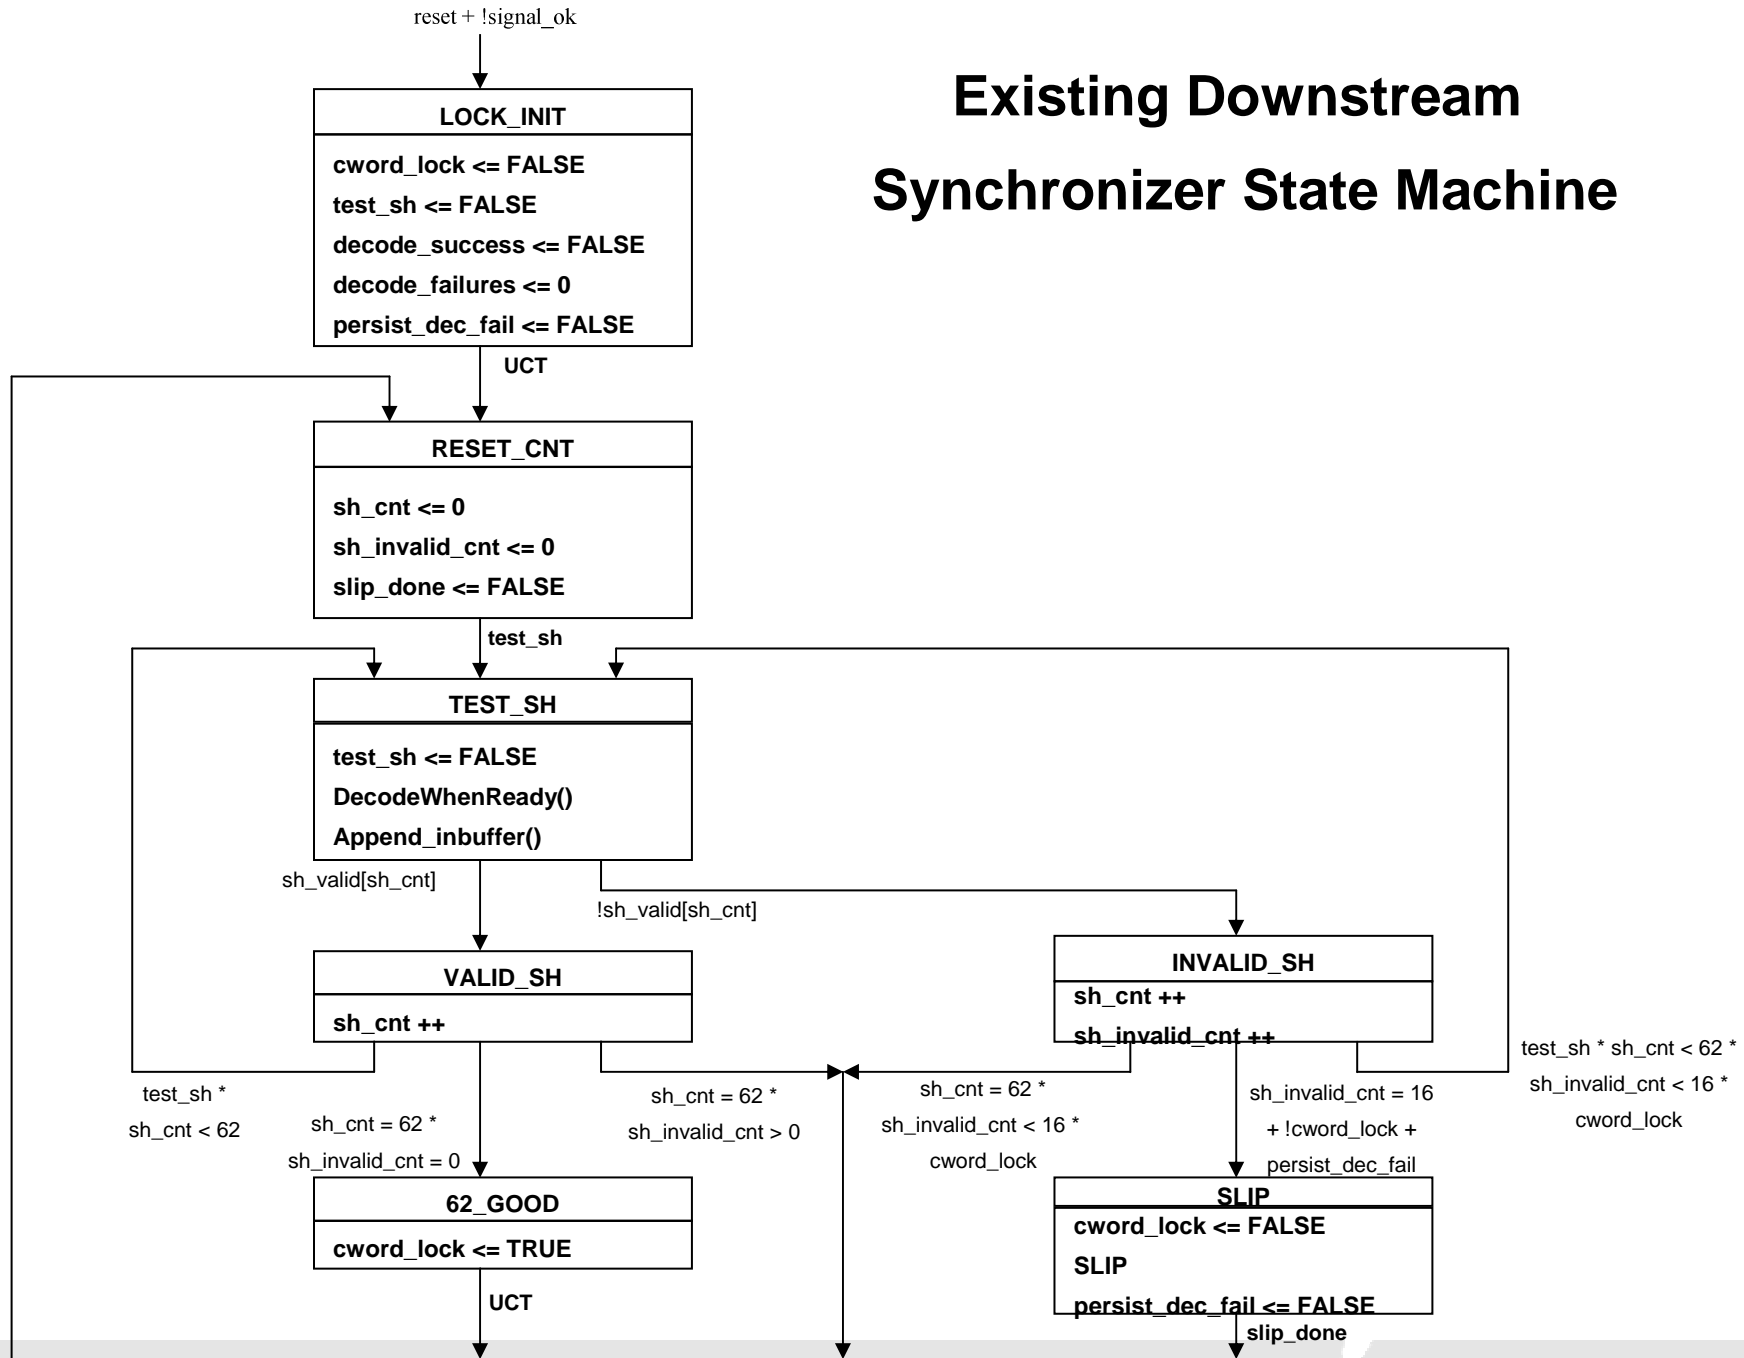 reset + !signal_ok
Existing Downstream
Synchronizer State Machine
LOCK_INIT
cword_lock <= FALSE
test_sh <= FALSE
decode_success <= FALSE
decode_failures <= 0
persist_dec_fail <= FALSE
UCT
RESET_CNT
sh_cnt <= 0
sh_invalid_cnt <= 0
slip_done <= FALSE
test_sh
TEST_SH
test_sh <= FALSE
DecodeWhenReady()
Append_inbuffer()
sh_valid[sh_cnt]
!sh_valid[sh_cnt]
VALID_SH
sh_cnt ++
INVALID_SH
sh_cnt ++
sh_invalid_cnt ++
test_sh *
sh_cnt < 62
sh_cnt = 62 *
sh_invalid_cnt = 0
sh_cnt = 62 *
sh_invalid_cnt > 0
sh_cnt = 62 *
sh_invalid_cnt < 16 *
cword_lock
sh_invalid_cnt = 16
+ !cword_lock +
persist_dec_fail
test_sh * sh_cnt < 62 *
sh_invalid_cnt < 16 *
cword_lock
62_GOOD
cword_lock <= TRUE
UCT
SLIP
cword_lock <= FALSE
SLIP
persist_dec_fail <= FALSE
slip_done